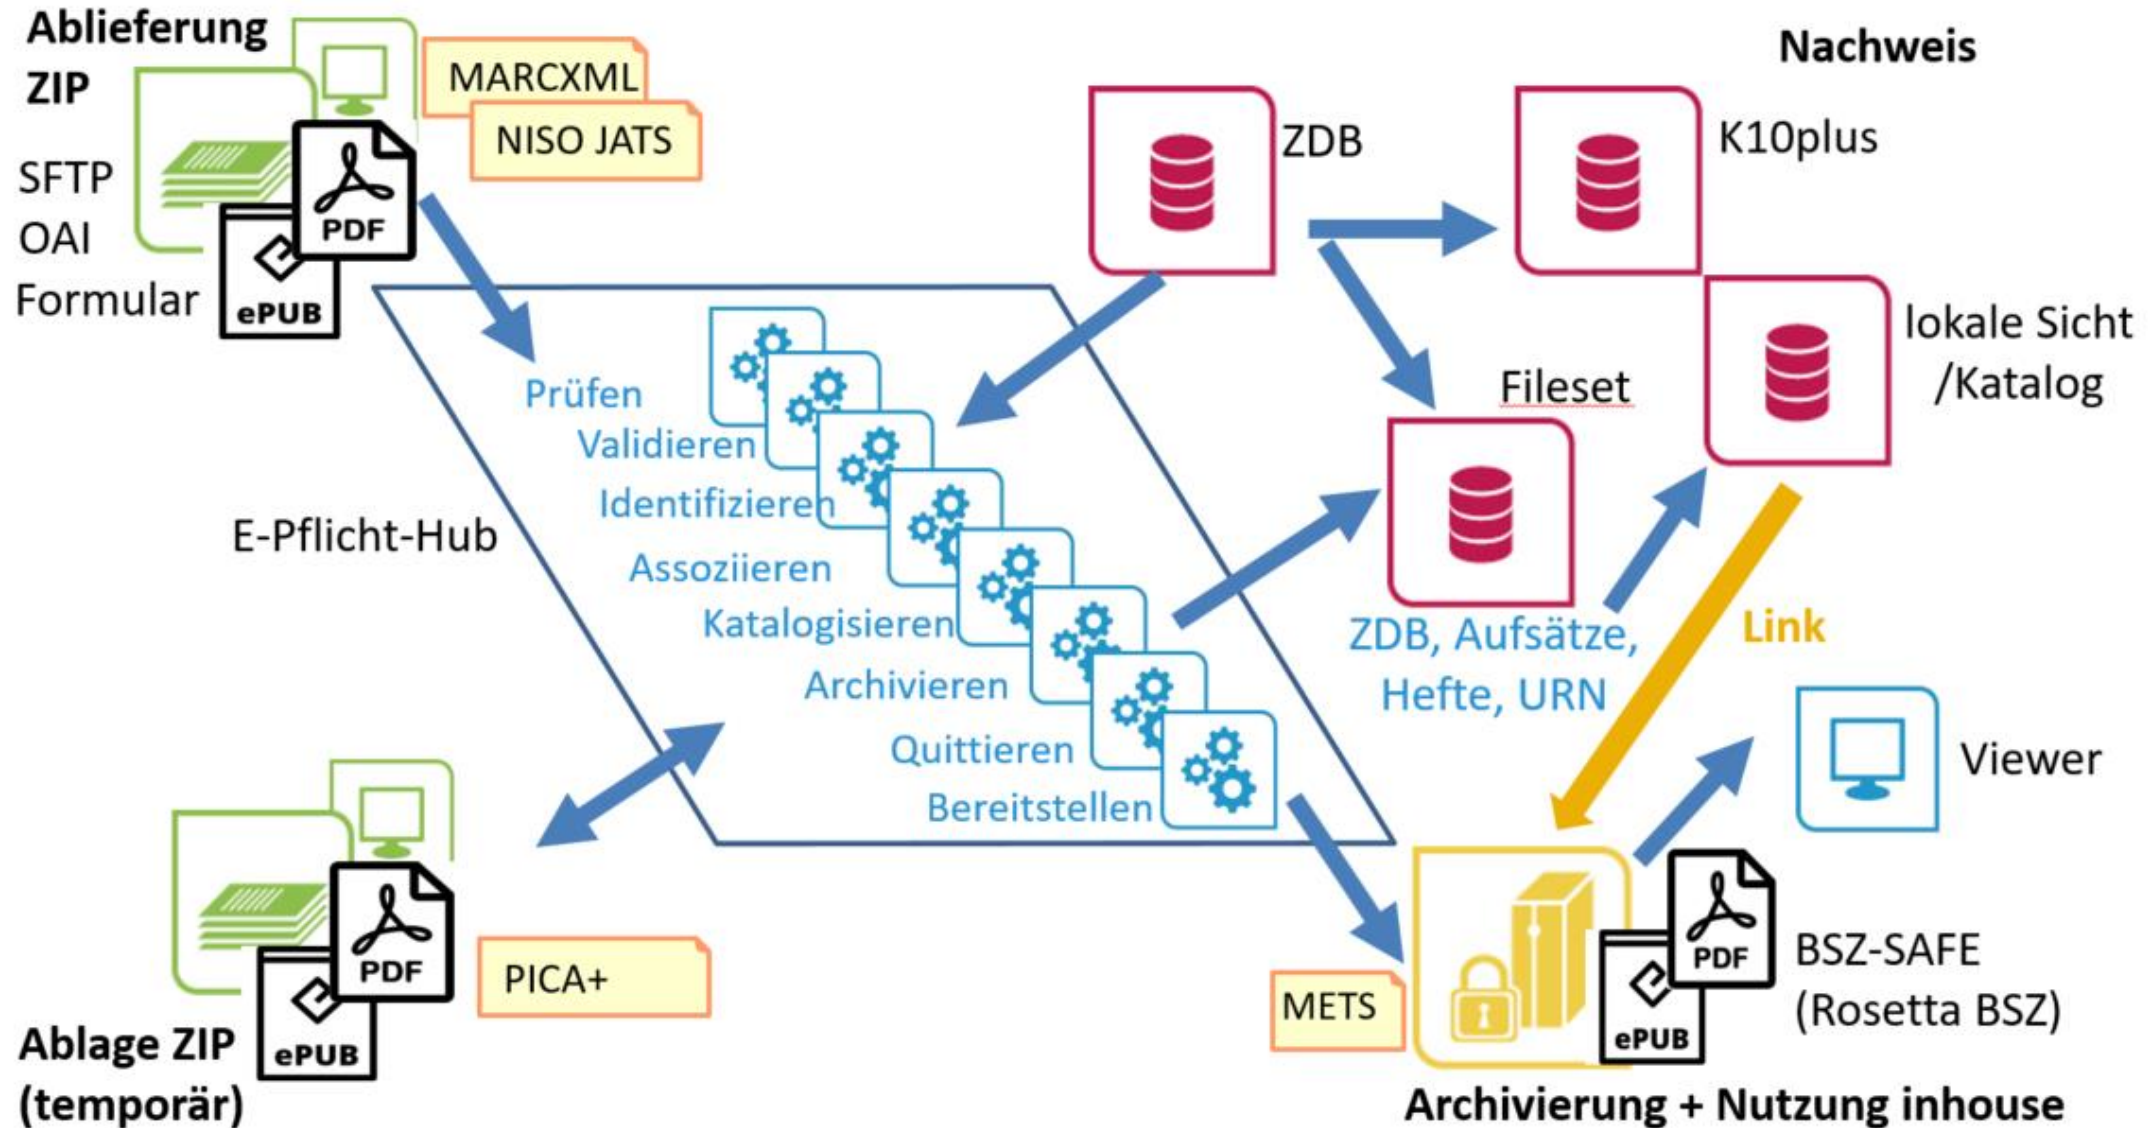 Ablieferung
ZIP
SFTP
OAI
Formular
PDF
ePUB
MARCXML
NISO JATS
ZDB
Nachweis
K10plus
lokale Sicht
/Katalog
Fileset
ZDB, Aufsätze,
Hefte, URN
Link
E-Pflicht-Hub
Prüfen
Validieren
Identifizieren
Assoziieren
Katalogisieren
Archivieren
Quittieren
Bereitstellen
Viewer
PDF
ePUB
PICA+
Ablage ZIP
(temporär)
METS
PDF
ePUB
BSZ-SAFE
(Rosetta BSZ)
Archivierung + Nutzung inhouse